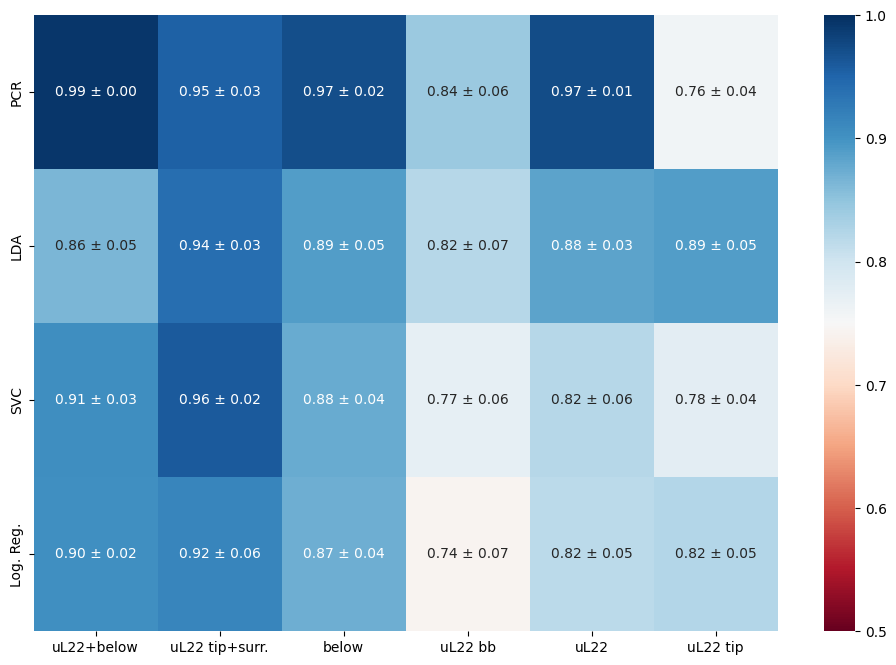 PCR
0.99 ± 0.00
0.95 ± 0.03
0.97 ± 0.02
0.84 ± 0.06
0.97 ± 0.01
0.76 ± 0.04
LDA
0.86 ± 0.05
0.94 ± 0.03
0.89 ± 0.05
0.82 ± 0.07
0.88 ± 0.03
0.89 ± 0.05
SVC
0.91 ± 0.03
0.96 ± 0.02
0.88 ± 0.04
0.77 ± 0.06
0.82 ± 0.06
0.78 ± 0.04
Log. Reg.
0.90 ± 0.02
0.92 ± 0.06
0.87 ± 0.04
0.74 ± 0.07
0.82 ± 0.05
0.82 ± 0.05
uL22+below
uL22 tip+surr.
below
uL22 bb
uL22
uL22 tip
1.0
0.9
0.8
0.7
0.6
0.5